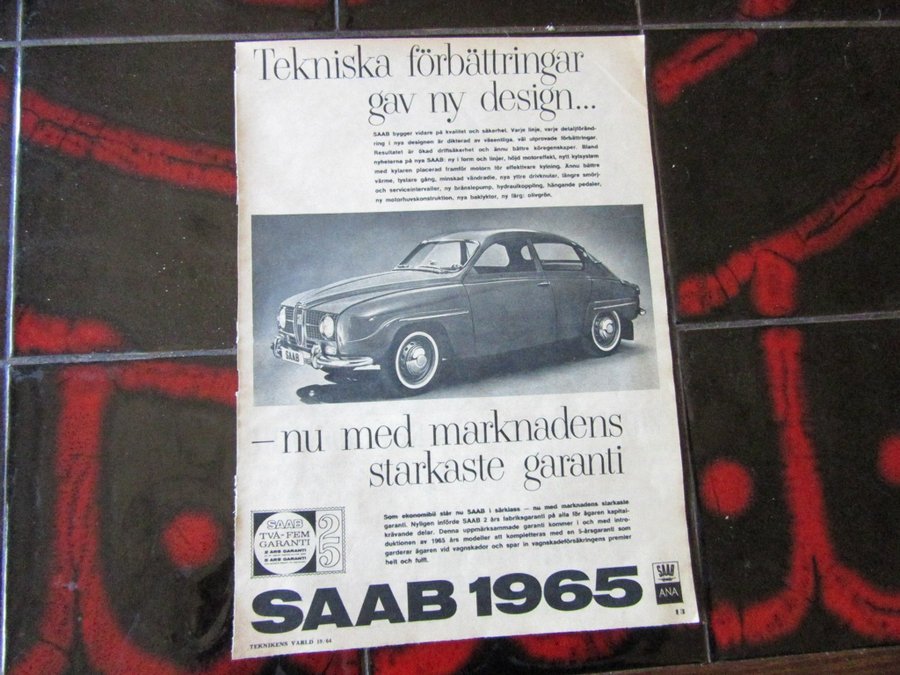 Tekniska förbättringar
gav ny design...
SAAB bygger vidare på kvalitet och säkerhet. Varje linje, varje detaljföränd-
ring i nya designen är dikterad av väsentliga, väl utprovade förbättringar.
Resultatet är ökad driftsäkerhet och ännu bättre köregenskaper. Bland
nyheterna på nya SAAB: ny i form och linjer, höjd motoreffekt, nytt kylsystem
med kylaren placerad framför motorn för effektivare kylning. Ännu bättre
värme, tystare gång, minskad vändradie, nya yttre drivknutar, längre smörj-
och serviceintervaller, ny bränslepump, hydraulkoppling, hängande pedaler,
ny motorhuvskonstruktion, nya baklyktor, ny färg: olivgrön.
SAAB
– nu med marknadens
starkaste garanti
Som ekonomibil står nu SAAB i särklass – nu med marknadens starkaste
garanti. Nyligen införde SAAB 2 års fabriksgaranti på alla för ägaren kapital-
krävande delar. Denna uppmärksammade garanti kommer i och med intro-
duktionen av 1965 års modeller att kompletteras med en 5-årsgaranti som
garderar ägaren vid vagnskador och spar in vagnskadeförsäkringens premier
helt och fullt.
SAAB
TVÅ-FEM
GARANTI
2 ÅRS GARANTI
5 ÅRS GARANTI
2
5
SAAB 1965
SAAB
ANA
13
TEKNIKENS VÄRLD 19/64